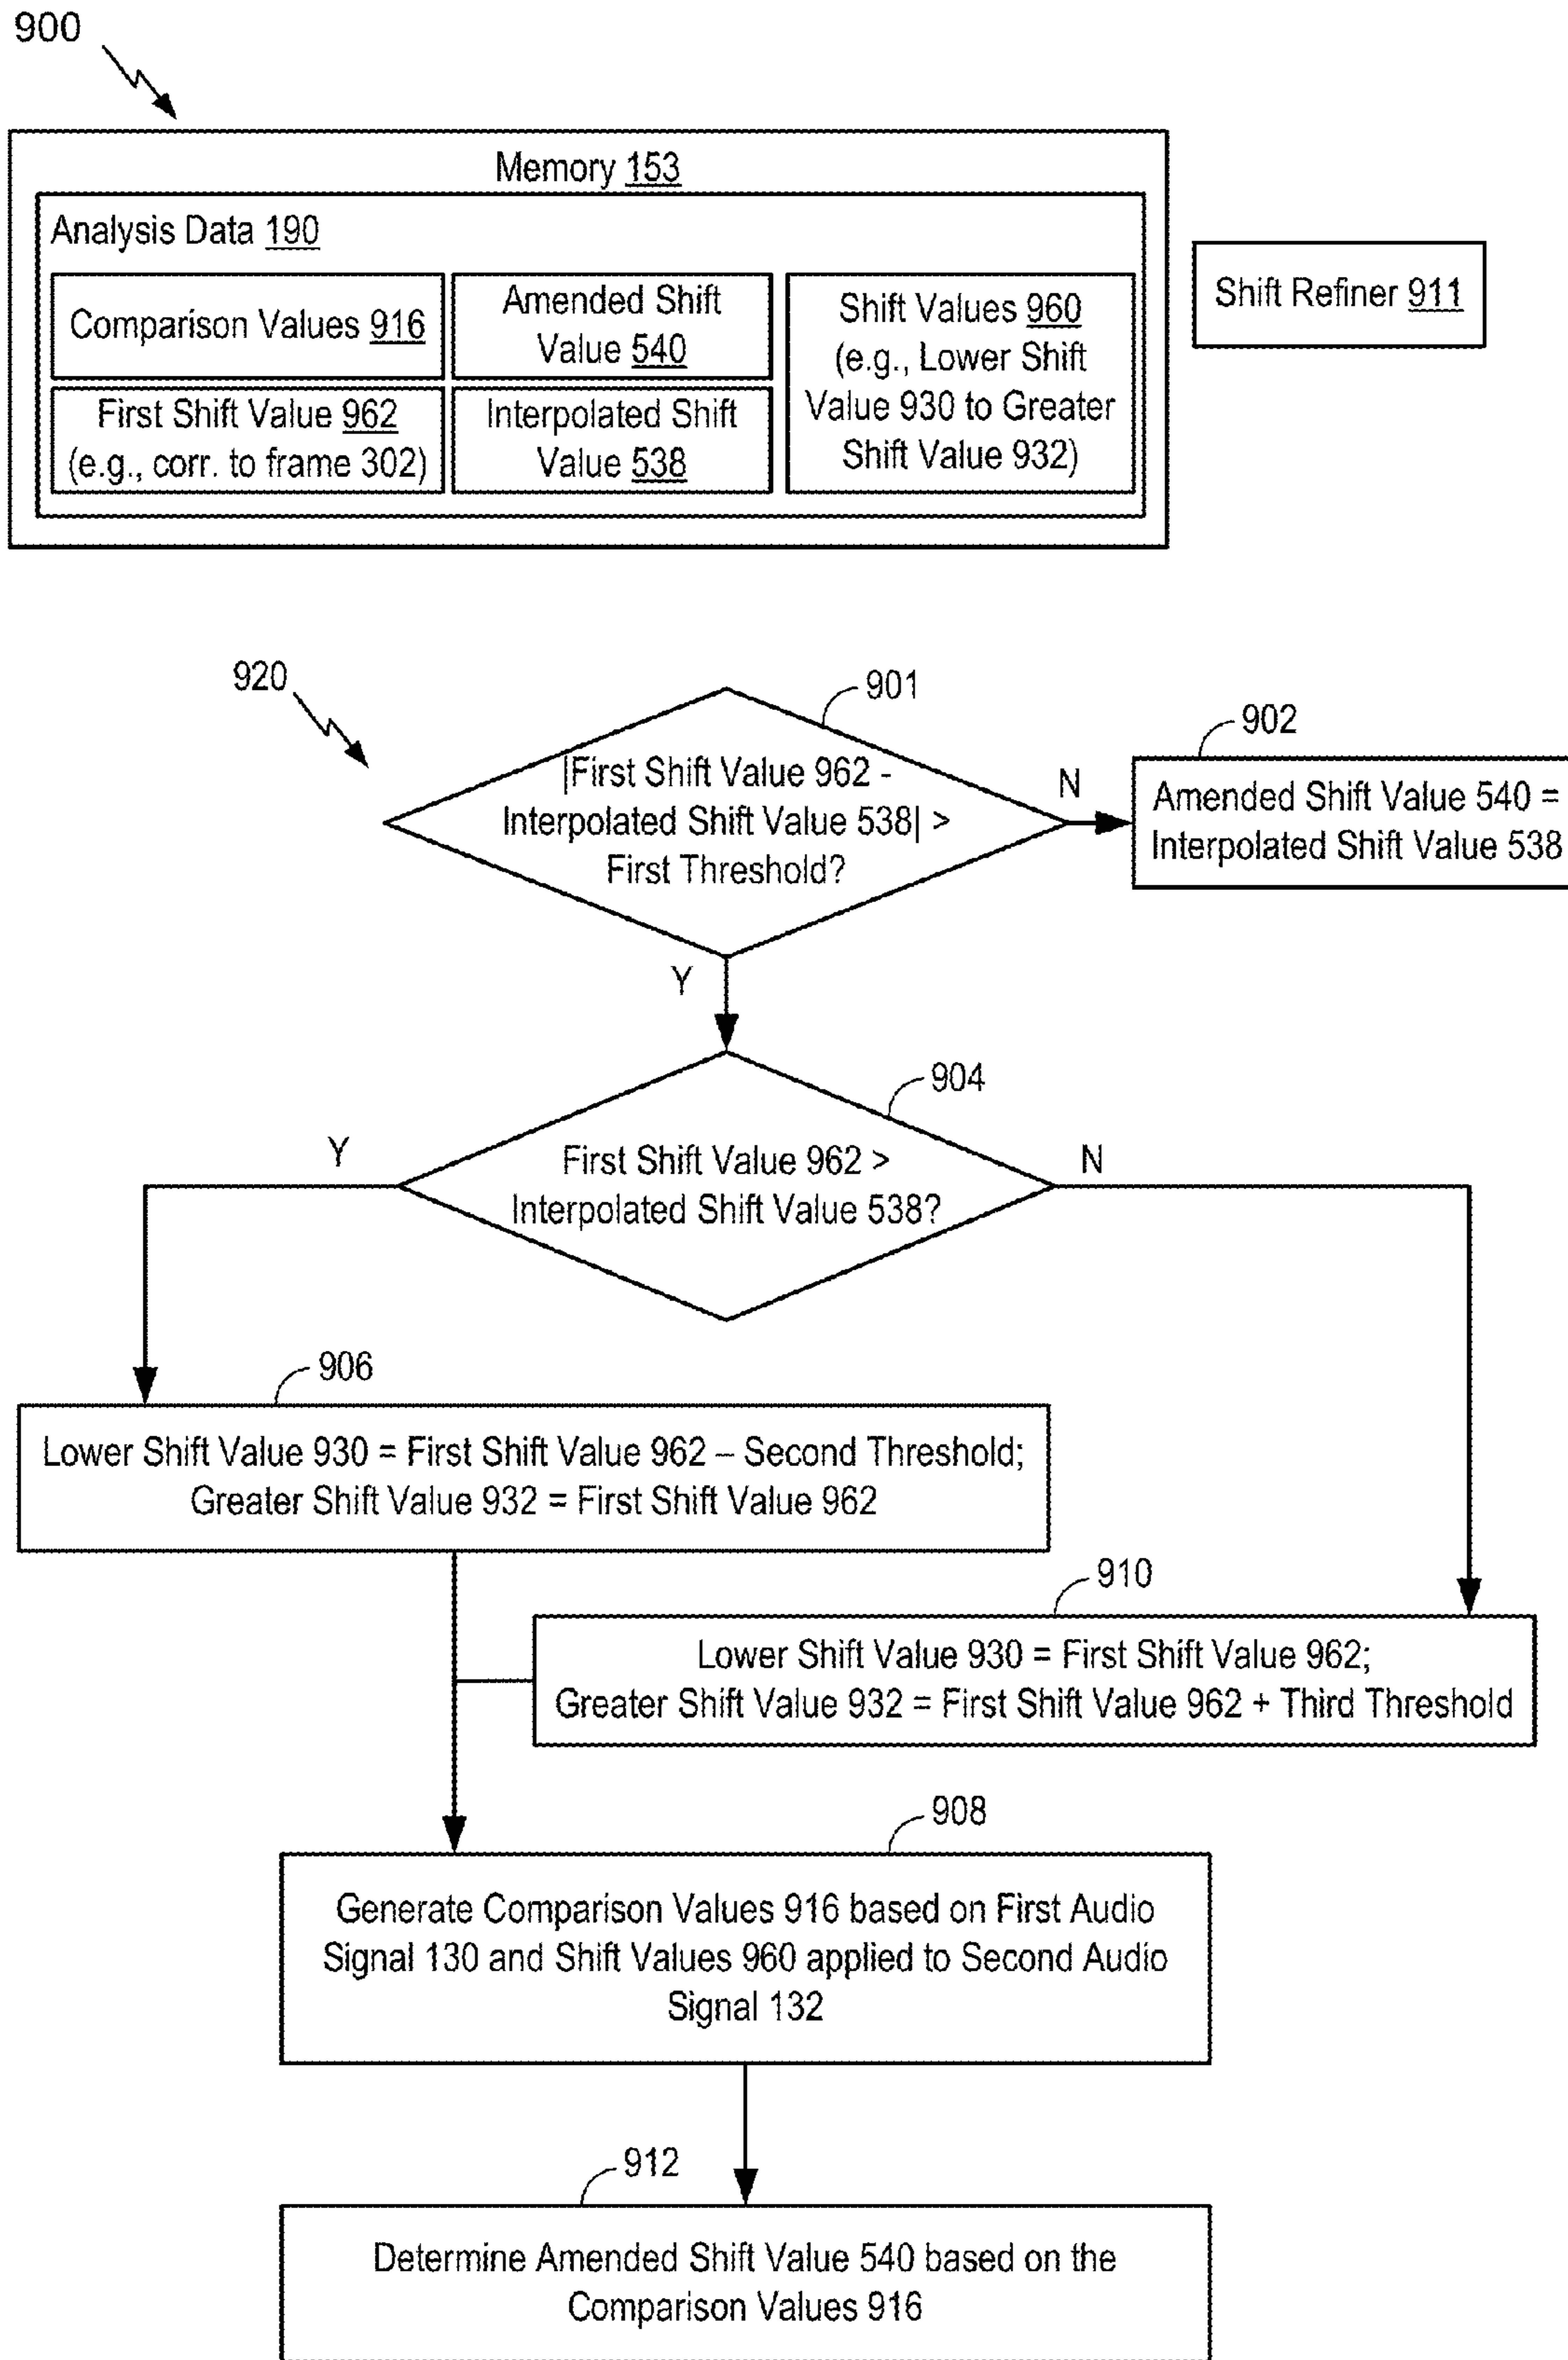 900
Memory 153
Analysis Data 190
Comparison Values 916
Amended Shift
Value 540
Shift Values 960
(e.g., Lower Shift
Value 930 to Greater
Shift Value 932)
First Shift Value 962
(e.g., corr. to frame 302)
Interpolated Shift
Value 538
Shift Refiner 911
920
901
|First Shift Value 962 -
Interpolated Shift Value 538| >
First Threshold?
N
902
Amended Shift Value 540 =
Interpolated Shift Value 538
Y
904
First Shift Value 962 >
Interpolated Shift Value 538?
Y
N
906
Lower Shift Value 930 = First Shift Value 962 – Second Threshold;
Greater Shift Value 932 = First Shift Value 962
910
Lower Shift Value 930 = First Shift Value 962;
Greater Shift Value 932 = First Shift Value 962 + Third Threshold
908
Generate Comparison Values 916 based on First Audio
Signal 130 and Shift Values 960 applied to Second Audio
Signal 132
912
Determine Amended Shift Value 540 based on the
Comparison Values 916